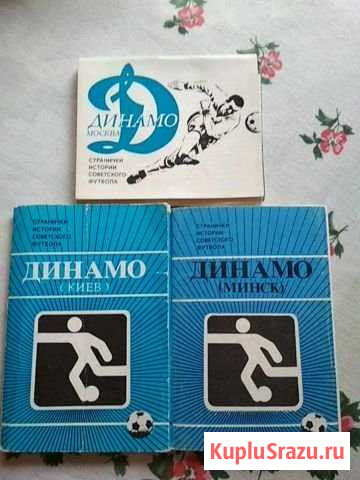 ДИНАМО
МОСКВА
СТРАНИЧКИ
ИСТОРИИ
СОВЕТСКОГО
ФУТБОЛА
СТРАНИЧКИ
ИСТОРИИ
СОВЕТСКОГО
ФУТБОЛА
ДИНАМО
(КИЕВ)
СТРАНИЧКИ
ИСТОРИИ
СОВЕТСКОГО
ФУТБОЛА
ДИНАМО
(МИНСК)
KupluSrazu.ru